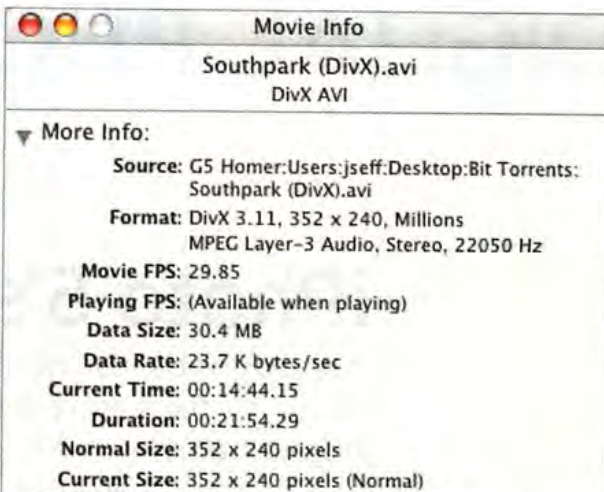 Movie Info
Southpark (DivX).avi
DivX AVI
More Info:
Source: G5 Homer:Users:jseff:Desktop:Bit Torrents:
Southpark (DivX).avi
Format: DivX 3.11, 352 x 240, Millions
MPEG Layer-3 Audio, Stereo, 22050 Hz
Movie FPS: 29.85
Playing FPS: (Available when playing)
Data Size: 30.4 MB
Data Rate: 23.7 K bytes/sec
Current Time: 00:14:44.15
Duration: 00:21:54.29
Normal Size: 352 x 240 pixels
Current Size: 352 x 240 pixels (Normal)